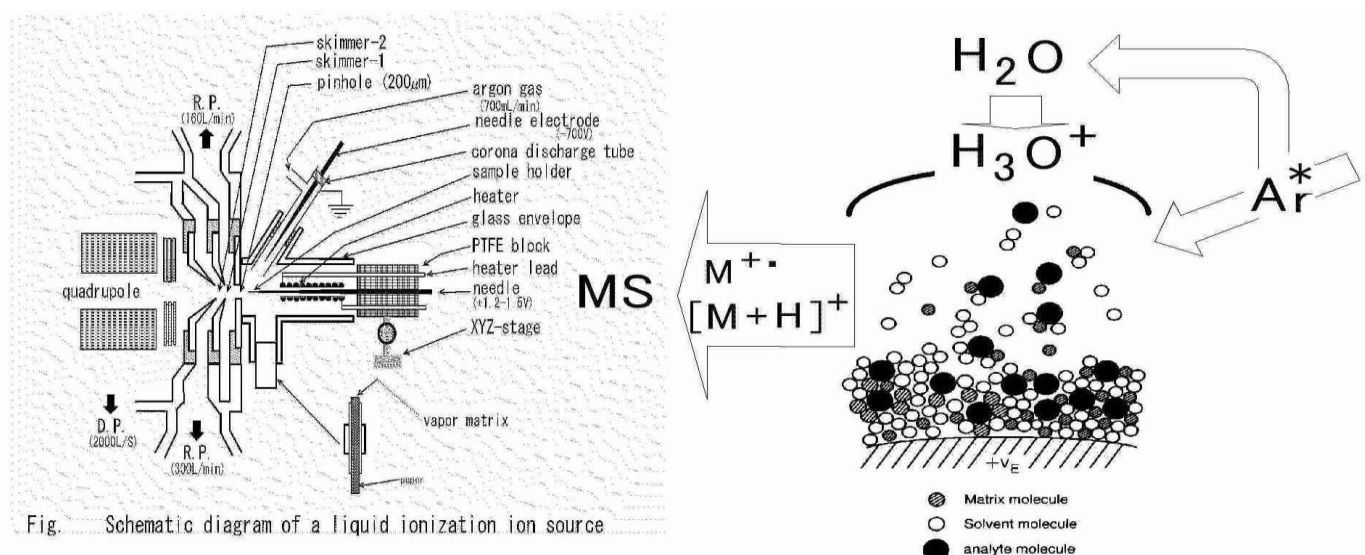 skimmer-2
skimmer-1
pinhole (200μm)
R.P.
(160L/min)
argon gas
(700mL/min)
needle electrode
(-700V)
corona discharge tube
sample holder
heater
glass envelope
PTFE block
heater lead
needle
(+1.2-1.5V)
XYZ-stage
quadrupole
vapor matrix
D.P.
(2000L/S)
R.P.
(300L/min)
paper
Fig. Schematic diagram of a liquid ionization ion source
H2O
H3O+
Ar*
MS
M+·
[M+H]+
+VE
Matrix molecule
Solvent molecule
analyte molecule